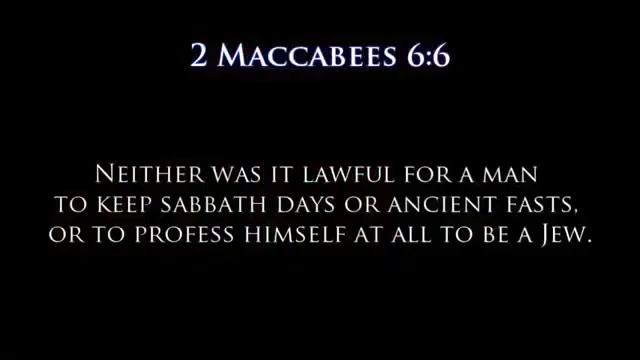 2 Maccabees 6:6
Neither was it lawful for a man
to keep sabbath days or ancient fasts,
or to profess himself at all to be a Jew.